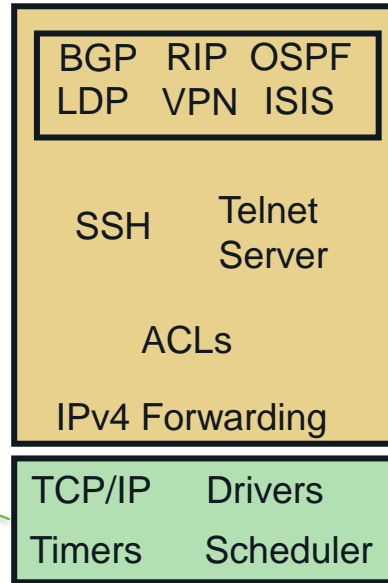 BGP RIP OSPF
LDP VPN ISIS
SSH
Telnet
Server
ACLs
IPv4 Forwarding
TCP/IP Drivers
Timers Scheduler